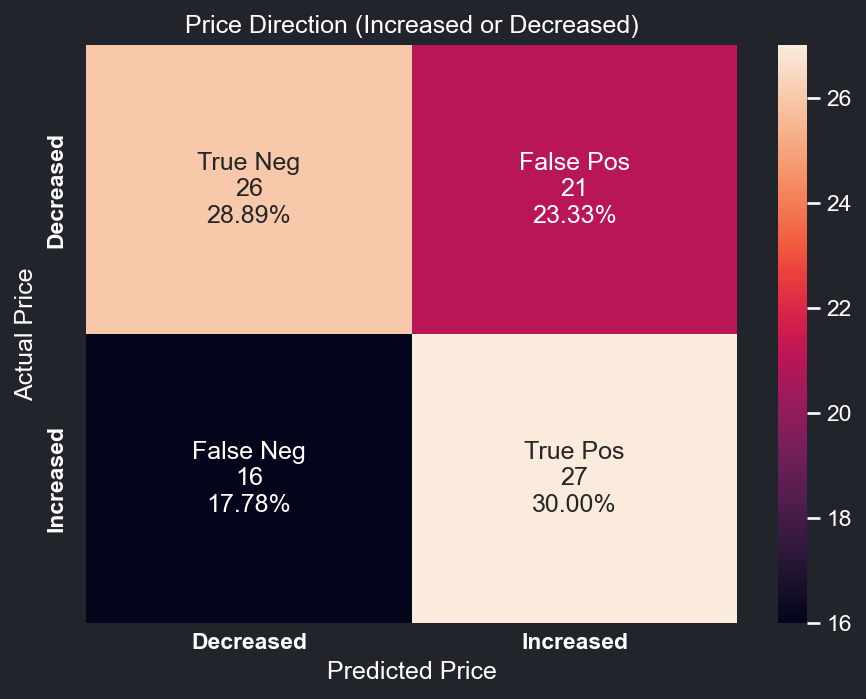 Price Direction (Increased or Decreased)
Actual Price
Decreased
Increased
True Neg
26
28.89%
False Pos
21
23.33%
False Neg
16
17.78%
True Pos
27
30.00%
Decreased
Increased
Predicted Price
26
24
22
20
18
16